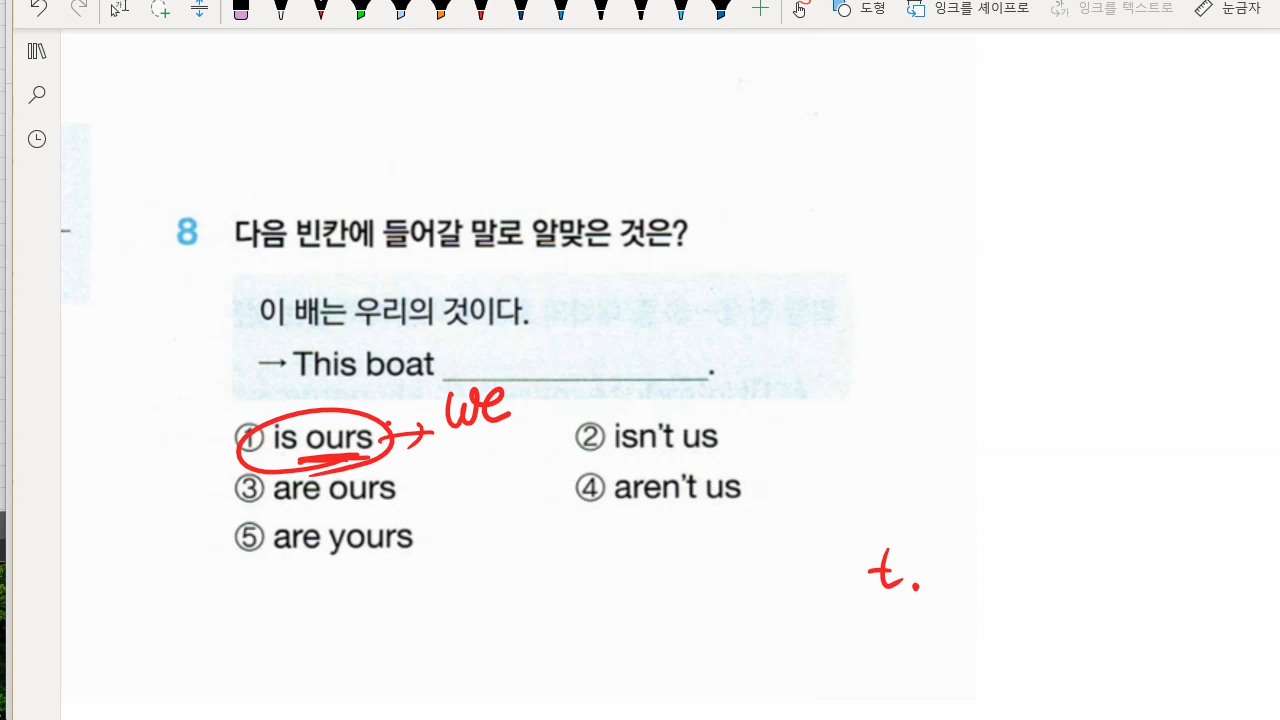 도형
잉크를 셰이프로
잉크를 텍스트로
눈금자
8 다음 빈칸에 들어갈 말로 알맞은 것은?
이 배는 우리의 것이다.
→ This boat ____________.
we
① is ours → ② isn't us
③ are ours ④ aren't us
⑤ are yours
t.